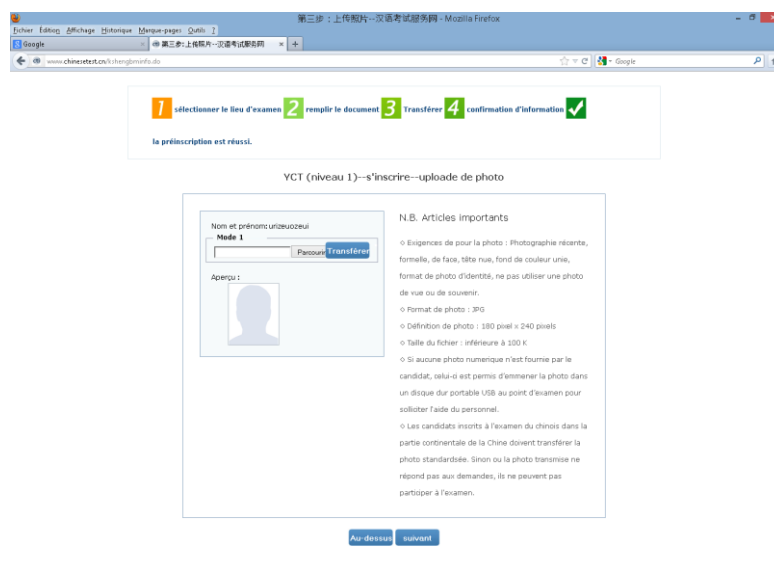 第三步：上传照片--汉语考试服务网 - Mozilla Firefox
Fichier Édition Affichage Historique Marque-pages Outils ?
Google
第三步：上传照片--汉语考试服务网
www.chinesetest.cn/kshengbminfo.do
Google
1 sélectionner le lieu d'examen 2 remplir le document 3 Transférer 4 confirmation d'information
la préinscription est réussi.
YCT (niveau 1)--s'inscrire--uploade de photo
Nom et prénom: urizeuozeui
Mode 1
Parcourir Transférer
Aperçu :
N.B. Articles importants
◇ Exigences de pour la photo : Photographie récente,
formelle, de face, tête nue, fond de couleur unie,
format de photo d'identité, ne pas utiliser une photo
de vue ou de souvenir.
◇ Format de photo : JPG
◇ Définition de photo : 180 pixel x 240 pixels
◇ Taille du fichier : inférieure à 100 K
◇ Si aucune photo numerique n'est fournie par le
candidat, celui-ci est permis d'emmener la photo dans
un disque dur portable USB au point d'examen pour
solliciter l'aide du personnel.
◇ Les candidats inscrits à l'examen du chinois dans la
partie continentale de la Chine doivent transférer la
photo standardsée. Sinon ou la photo transmise ne
répond pas aux demandes, ils ne peuvent pas
participer à l'examen.
Au-dessus suivant